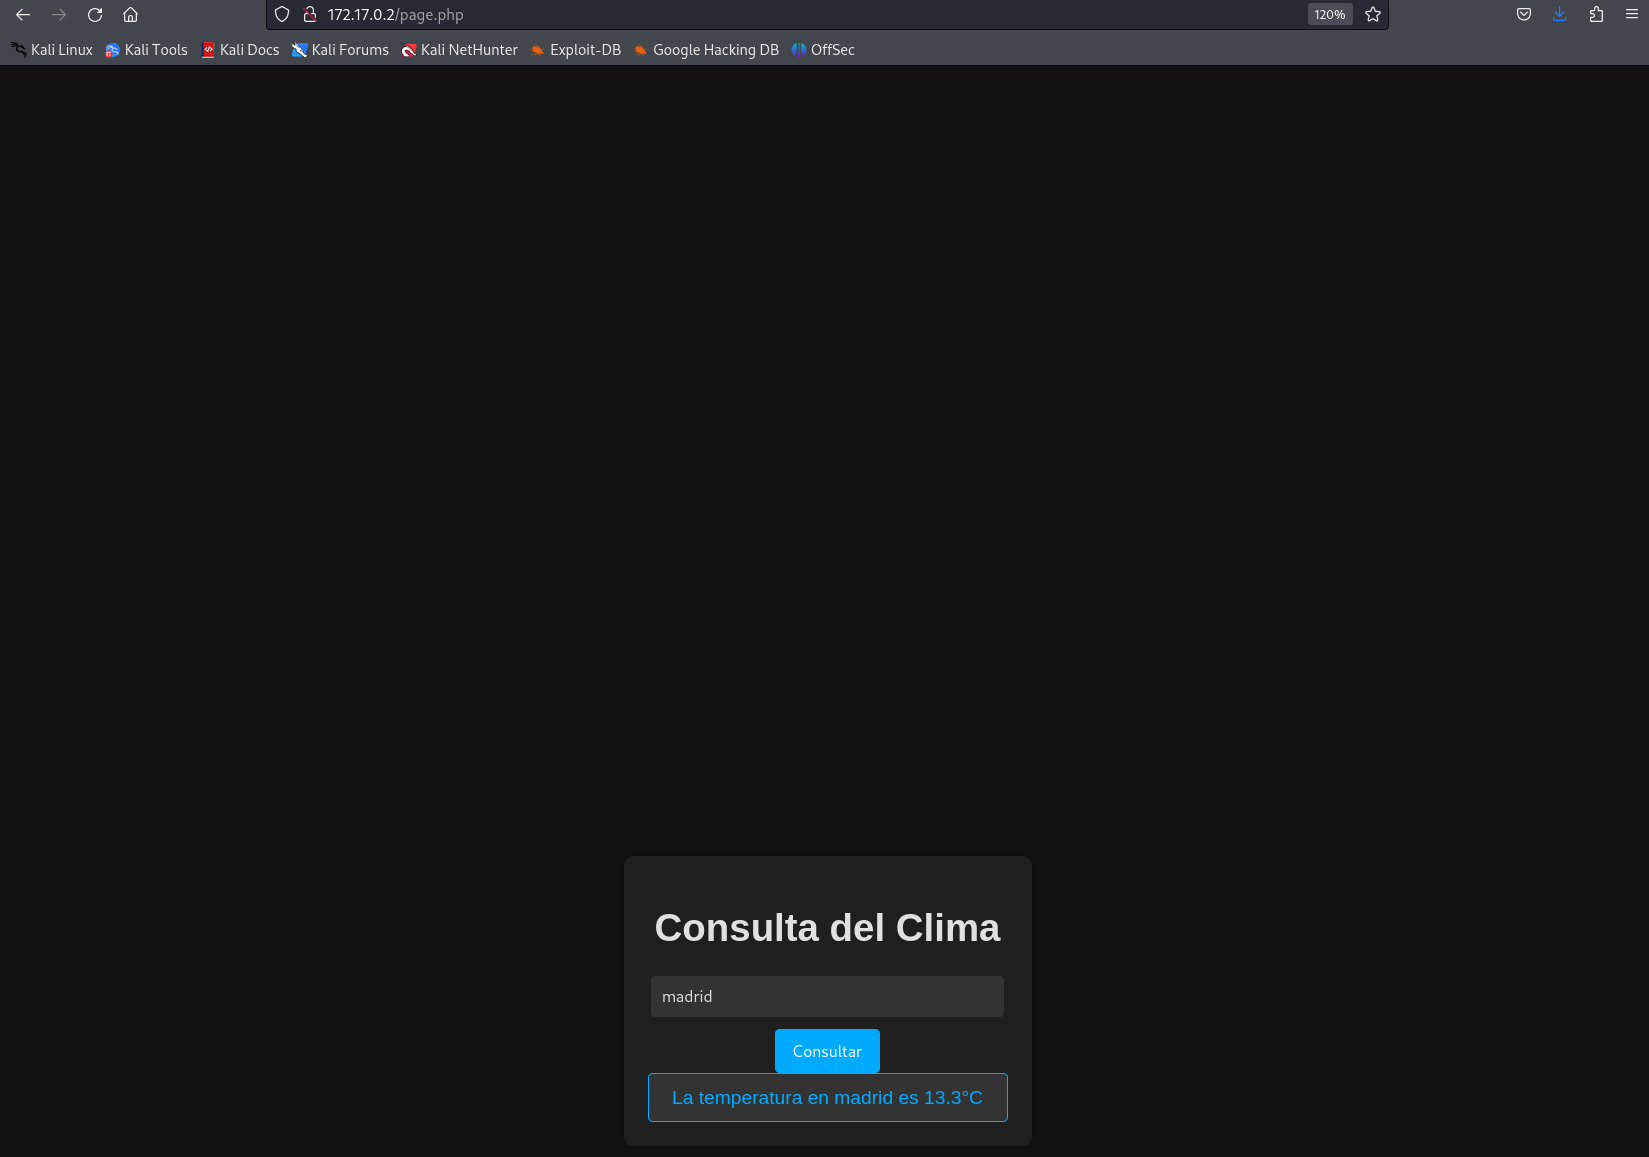 172.17.0.2/page.php 120%
Kali Linux Kali Tools Kali Docs Kali Forums Kali NetHunter Exploit-DB Google Hacking DB OffSec
Consulta del Clima
madrid
Consultar
La temperatura en madrid es 13.3°C